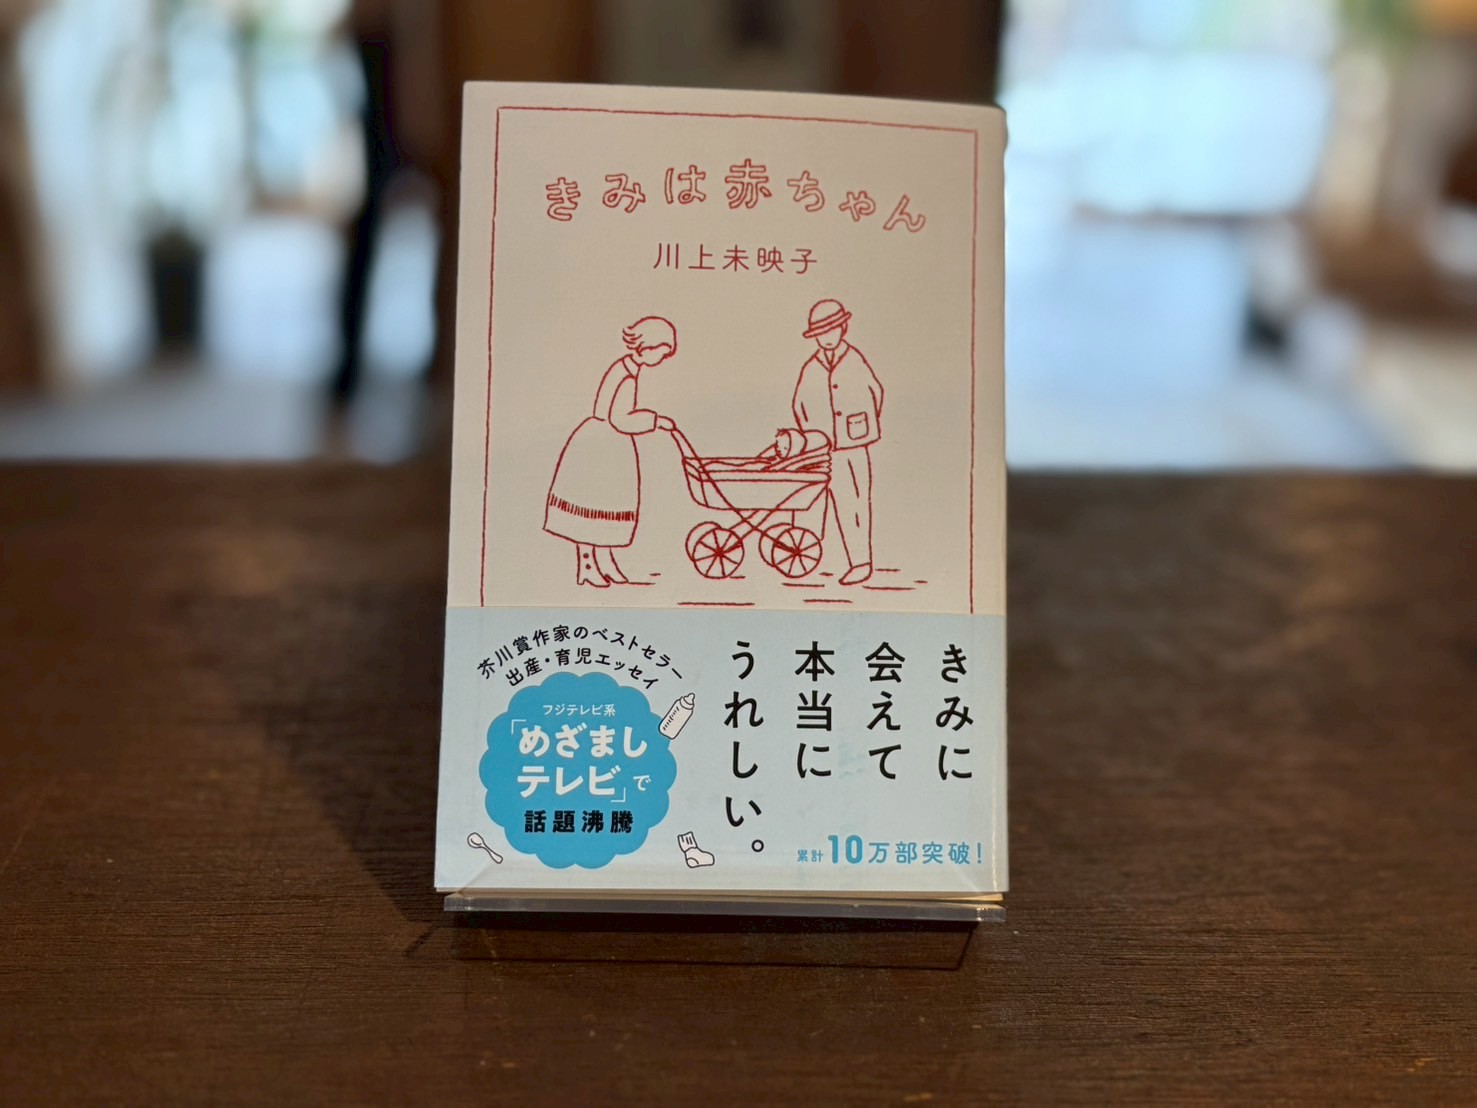 きみは赤ちゃん
川上未映子
芥川賞作家のベストセラー
出産・育児エッセイ
フジテレビ系
「めざまし
テレビ」で
話題沸騰
きみに
会えて
本当に
うれしい。
累計10万部突破！